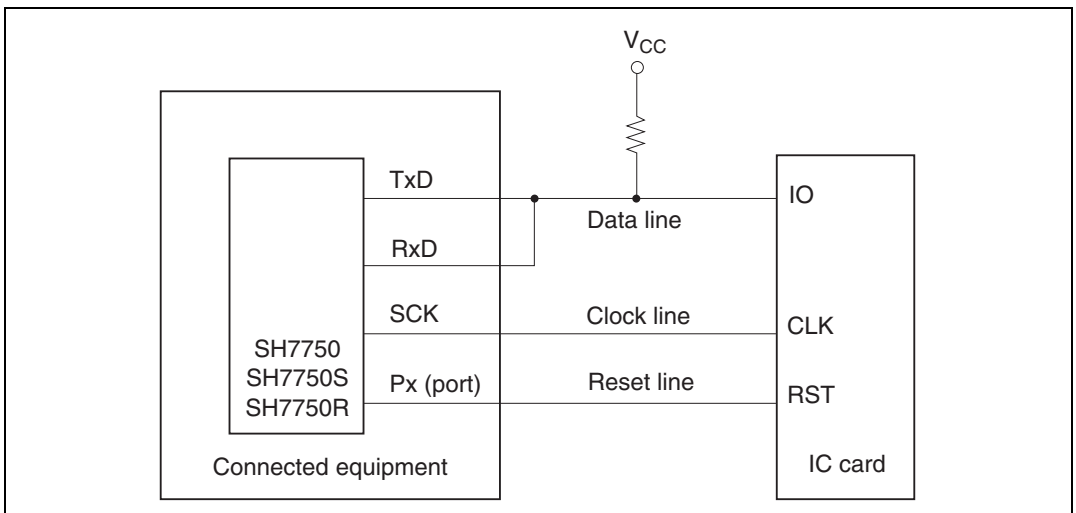 VCC
TxD
IO
Data line
RxD
SCK
Clock line
CLK
SH7750
SH7750S
SH7750R
Px (port)
Reset line
RST
Connected equipment
IC card